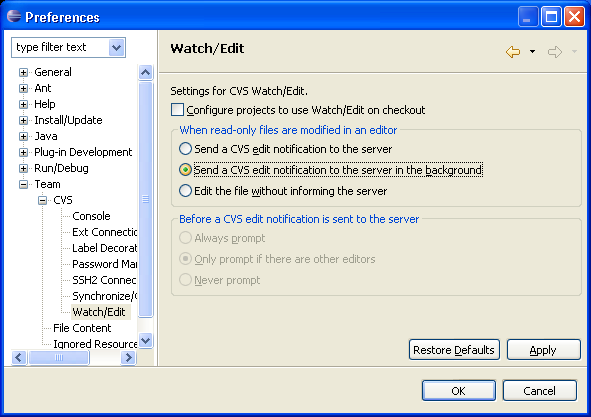 Preferences
type filter text
General
Ant
Help
Install/Update
Java
Plug-in Development
Run/Debug
Team
CVS
Console
Ext Connectio
Label Decorat
Password Mar
SSH2 Connec
Synchronize/C
Watch/Edit
File Content
Ignored Resource
Watch/Edit
Settings for CVS Watch/Edit.
Configure projects to use Watch/Edit on checkout
When read-only files are modified in an editor
Send a CVS edit notification to the server
Send a CVS edit notification to the server in the background
Edit the file without informing the server
Before a CVS edit notification is sent to the server
Always prompt
Only prompt if there are other editors
Never prompt
Restore Defaults
Apply
OK
Cancel